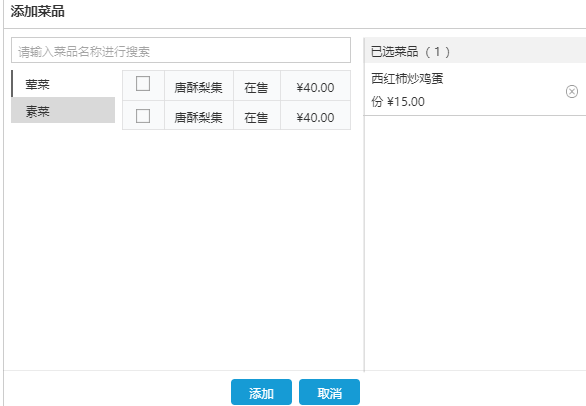 添加菜品
请输入菜品名称进行搜索
荤菜
素菜
唐酥梨集 在售 ¥40.00
唐酥梨集 在售 ¥40.00
已选菜品 （ 1 ）
西红柿炒鸡蛋
份 ¥15.00
添加 取消